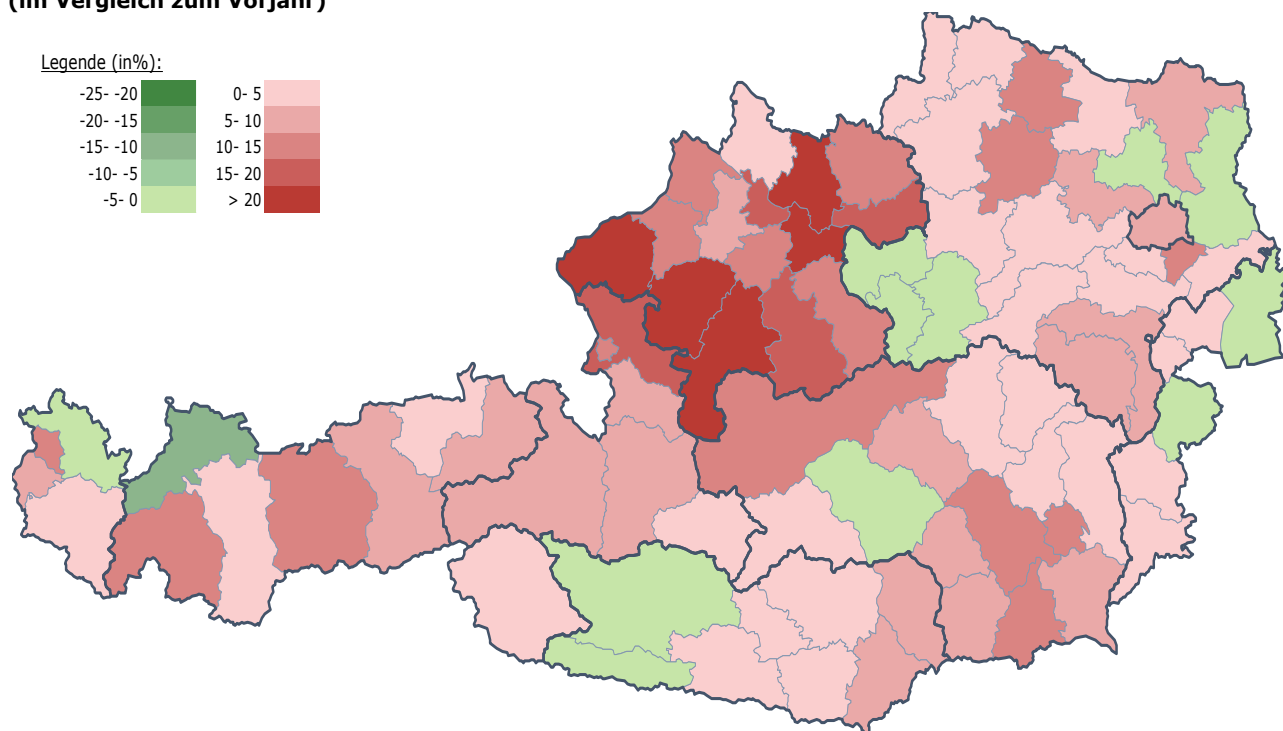 (im Vergleich zum Vorjahr)
Legende (in%):
-25- -20 0- 5
-20- -15 5- 10
-15- -10 10- 15
-10- -5 15- 20
-5- 0 > 20